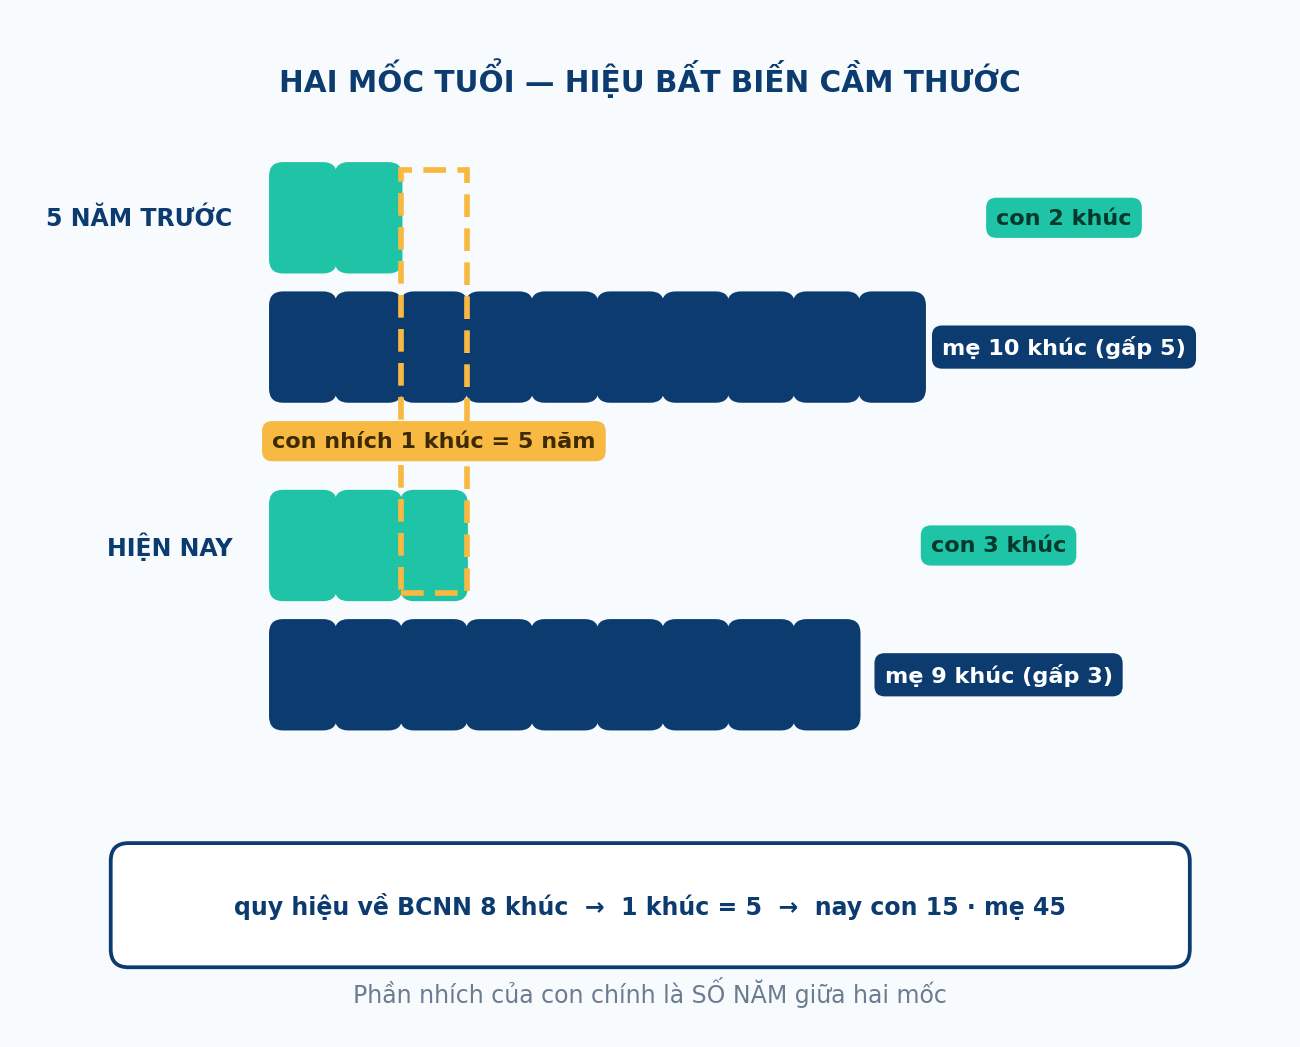 HAI MỐC TUỔI — HIỆU BẤT BIẾN CẦM THƯỚC
5 NĂM TRƯỚC
con 2 khúc
mẹ 10 khúc (gấp 5)
con nhích 1 khúc = 5 năm
HIỆN NAY
con 3 khúc
mẹ 9 khúc (gấp 3)
quy hiệu về BCNN 8 khúc → 1 khúc = 5 → nay con 15 · mẹ 45
Phần nhích của con chính là SỐ NĂM giữa hai mốc